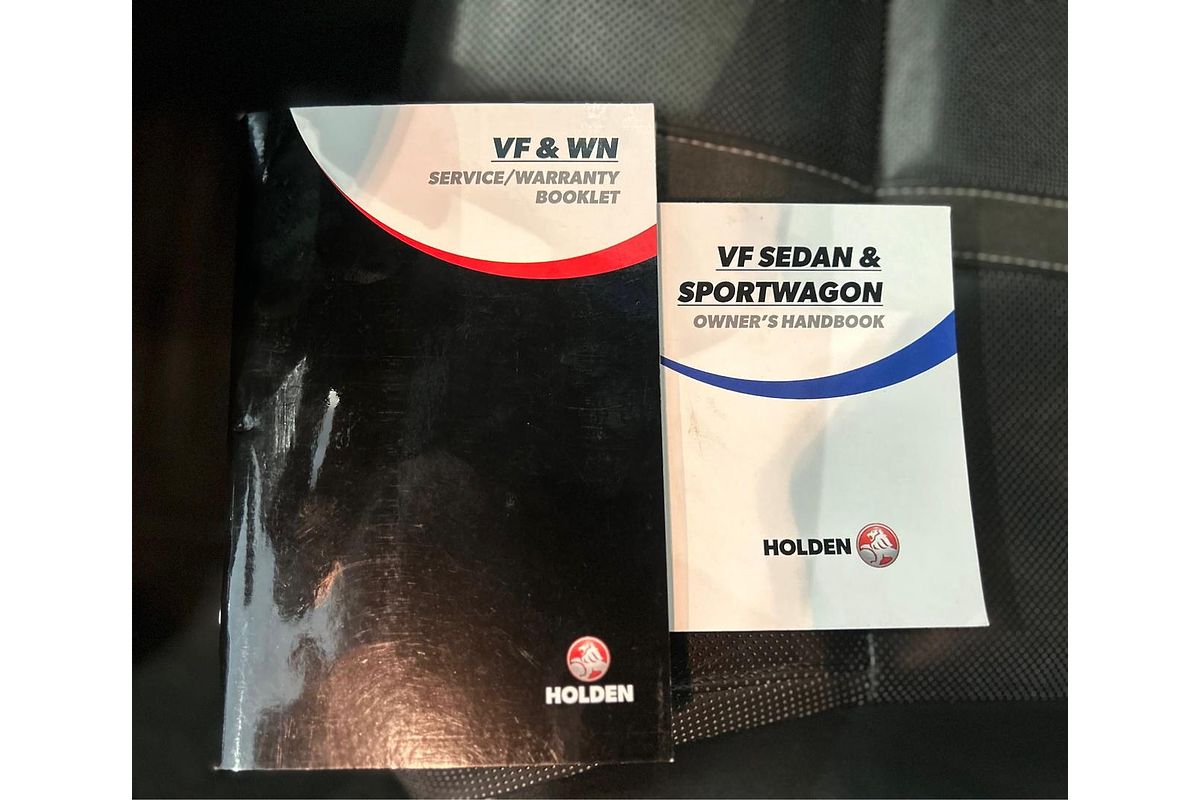 VF & WN
SERVICE/WARRANTY
BOOKLET
HOLDEN
VF SEDAN &
SPORTWAGON
OWNER'S HANDBOOK
HOLDEN